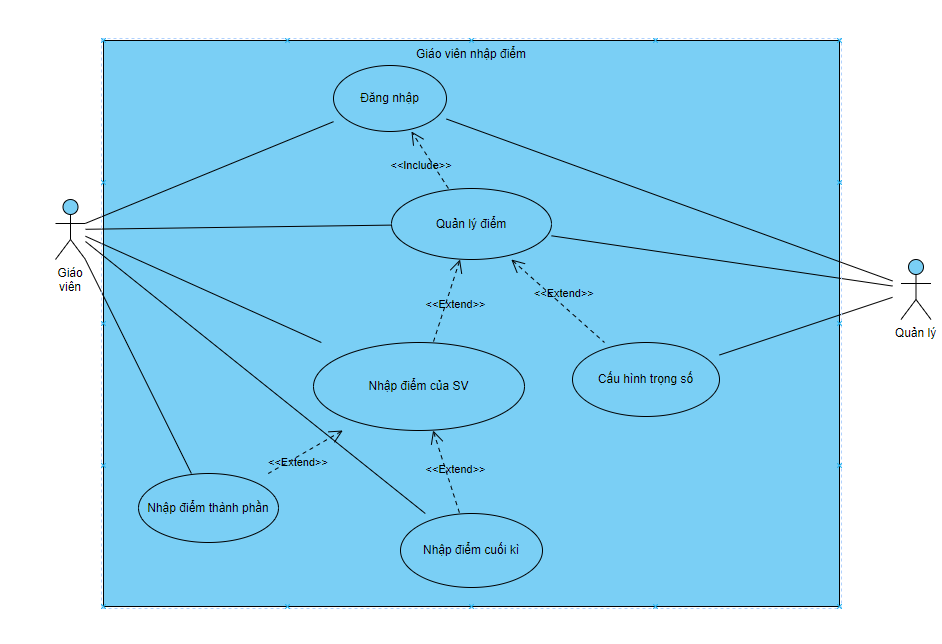 Giáo viên nhập điểm
Đăng nhập
<<Include>>
Quản lý điểm
Giáo
viên
<<Extend>>
<<Extend>>
Quản lý
Nhập điểm của SV
Cấu hình trọng số
<<Extend>>
<<Extend>>
Nhập điểm thành phần
Nhập điểm cuối kì